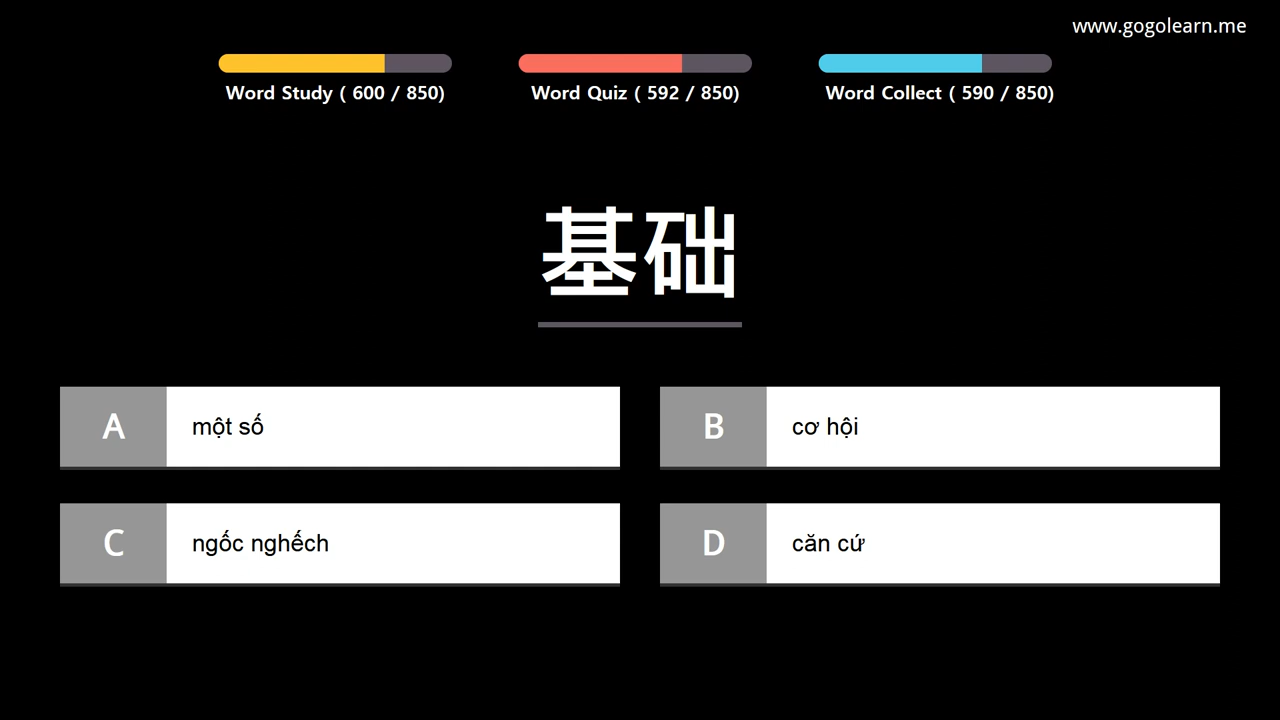 www.gogolearn.me
Word Study ( 600 / 850)
Word Quiz ( 592 / 850)
Word Collect ( 590 / 850)
基础
A
một số
B
cơ hội
C
ngốc nghếch
D
căn cứ